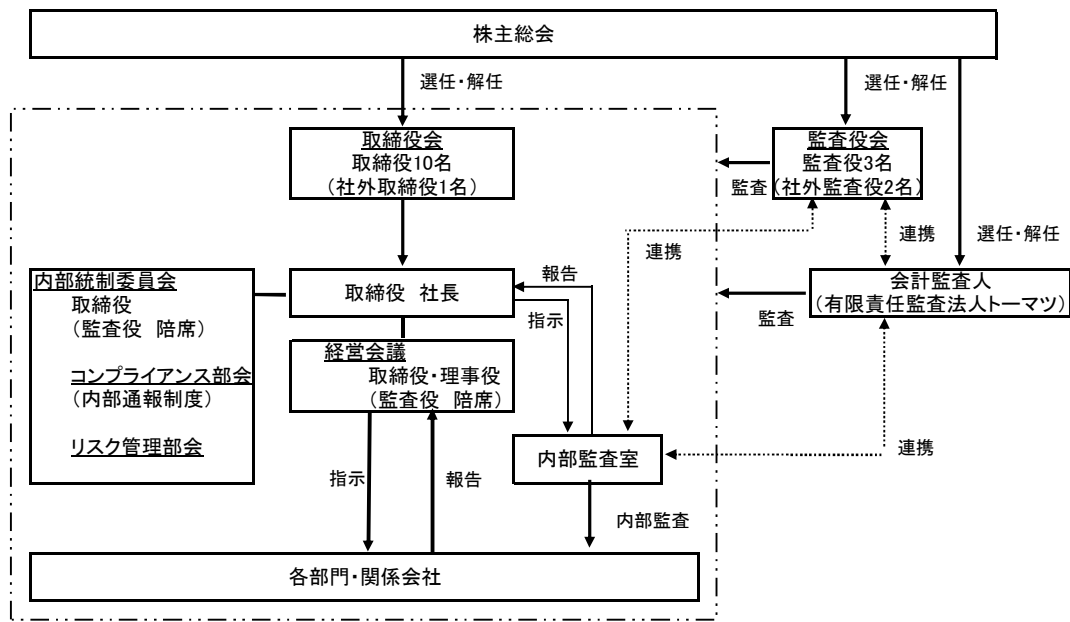 株主総会
選任・解任
選任・解任
取締役会
取締役10名
(社外取締役1名)
監査役会
監査役3名
(社外監査役2名)
監査
連携
連携
選任・解任
内部統制委員会
取締役
(監査役 陪席)
コンプライアンス部会
(内部通報制度)
リスク管理部会
取締役 社長
報告
指示
会計監査人
(有限責任監査法人トーマツ)
監査
経営会議
取締役・理事役
(監査役 陪席)
内部監査室
連携
指示
報告
内部監査
各部門・関係会社